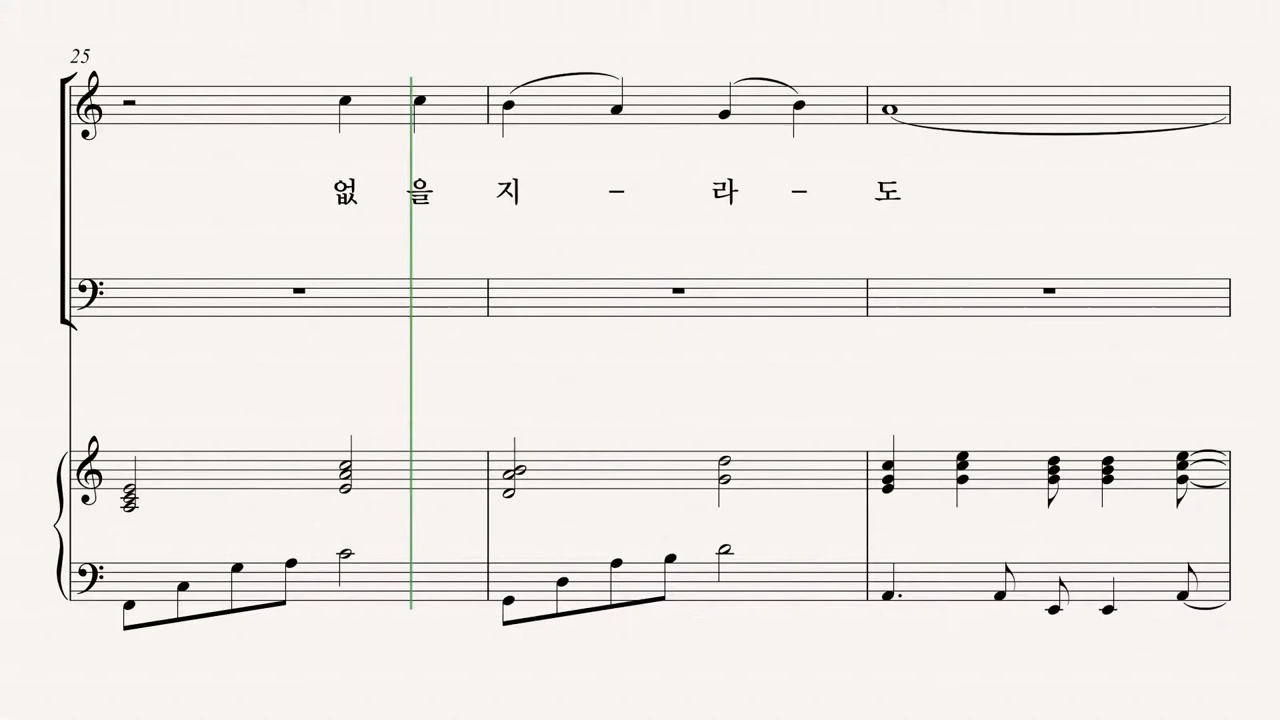 25
없 을 지 – 라 – 도